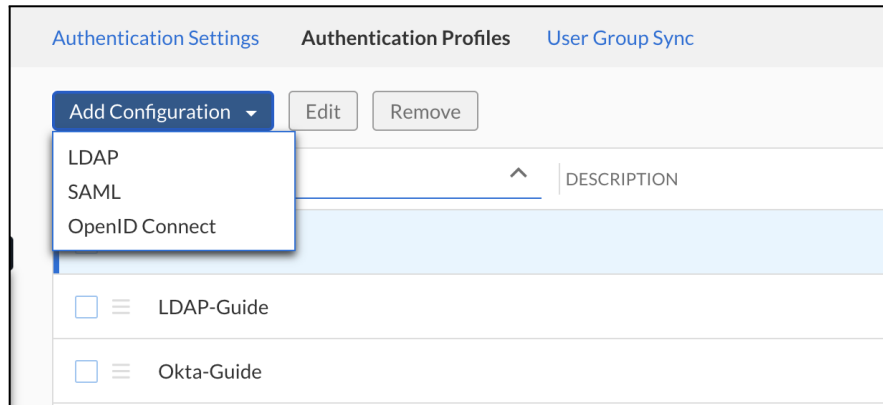 Authentication Settings Authentication Profiles User Group Sync
Add Configuration Edit Remove
LDAP
SAML
OpenID Connect
DESCRIPTION
LDAP-Guide
Okta-Guide